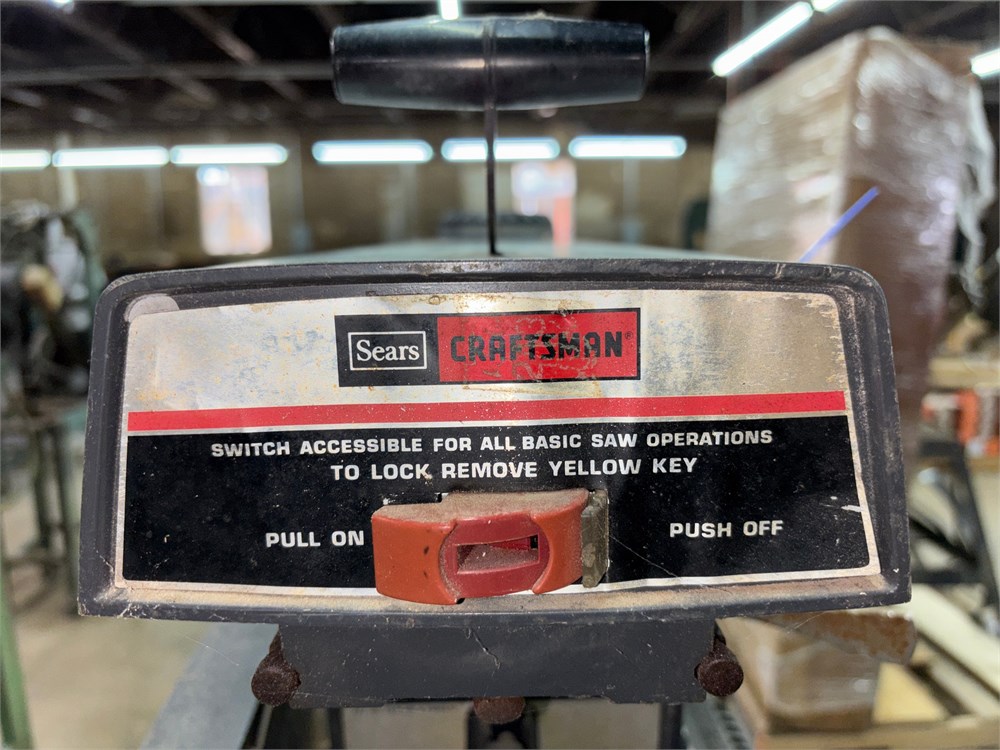 Sears CRAFTSMAN®
SWITCH ACCESSIBLE FOR ALL BASIC SAW OPERATIONS
TO LOCK REMOVE YELLOW KEY
PULL ON PUSH OFF